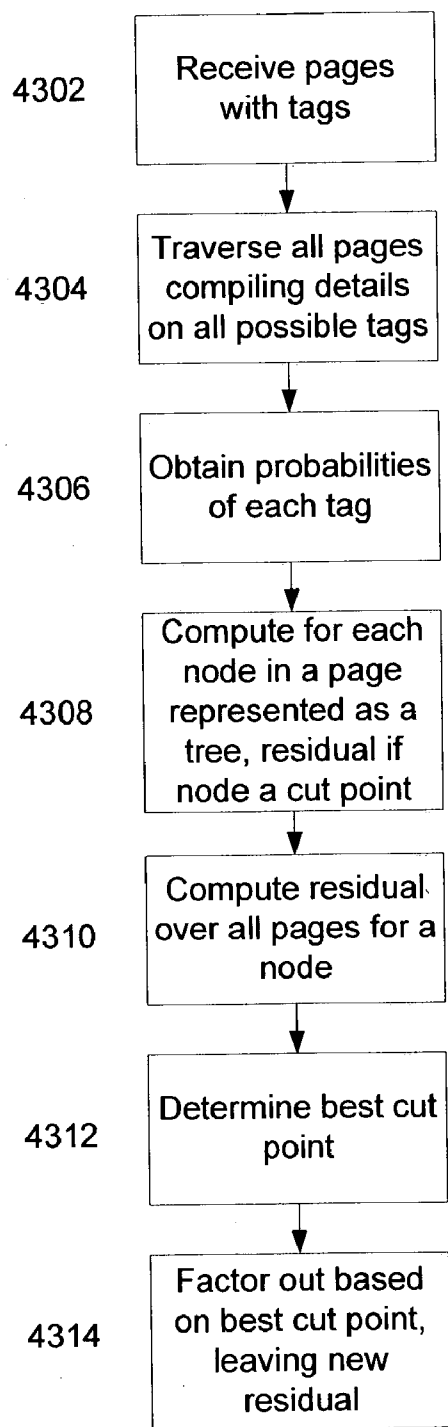 4302
Receive pages
with tags
4304
Traverse all pages
compiling details
on all possible tags
4306
Obtain probabilities
of each tag
4308
Compute for each
node in a page
represented as a
tree, residual if
node a cut point
4310
Compute residual
over all pages for a
node
4312
Determine best cut
point
4314
Factor out based
on best cut point,
leaving new
residual